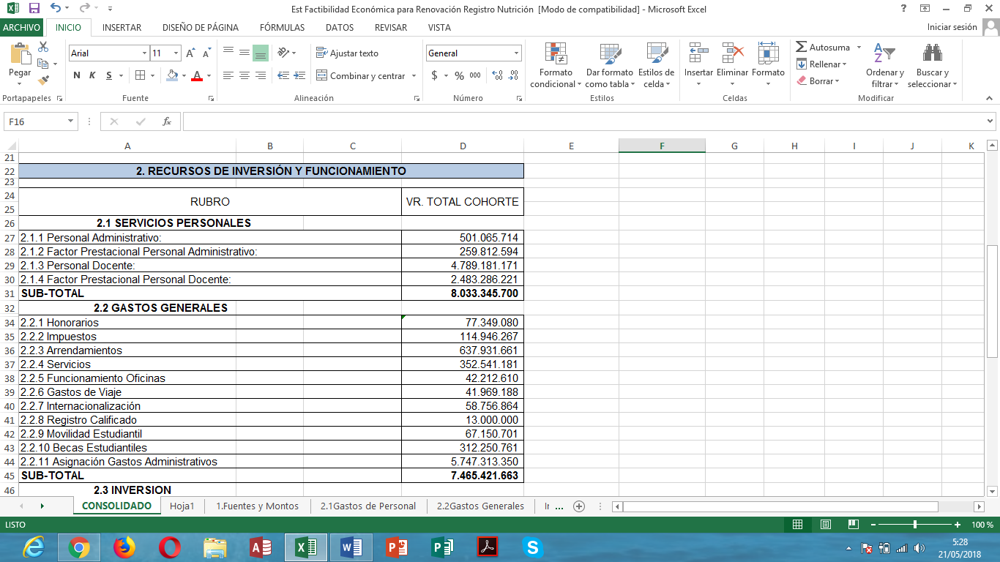 Est Factibilidad Económica para Renovación Registro Nutrición [Modo de compatibilidad] - Microsoft Excel
ARCHIVO INICIO INSERTAR DISEÑO DE PÁGINA FÓRMULAS DATOS REVISAR VISTA Iniciar sesión
Arial 11 Ajustar texto General Autosuma
Pegar Formato Dar formato Estilos de Insertar Eliminar Formato Rellenar Ordenar y Buscar y
N K S Combinar y centrar $ % 000 condicional como tabla celda Borrar filtrar seleccionar
Portapapeles Fuente Alineación Número Estilos Celdas Modificar
F16 fx
A B C D E F G H I J K
21
22 2. RECURSOS DE INVERSIÓN Y FUNCIONAMIENTO
23
24
RUBRO VR. TOTAL COHORTE
25
26 2.1 SERVICIOS PERSONALES
27 2.1.1 Personal Administrativo: 501.065.714
28 2.1.2 Factor Prestacional Personal Administrativo: 259.812.594
29 2.1.3 Personal Docente: 4.789.181.171
30 2.1.4 Factor Prestacional Personal Docente: 2.483.286.221
31 SUB-TOTAL 8.033.345.700
32 2.2 GASTOS GENERALES
34 2.2.1 Honorarios 77.349.080
35 2.2.2 Impuestos 114.946.267
36 2.2.3 Arrendamientos 637.931.661
37 2.2.4 Servicios 352.541.181
38 2.2.5 Funcionamiento Oficinas 42.212.610
39 2.2.6 Gastos de Viaje 41.969.188
40 2.2.7 Internacionalización 58.756.864
41 2.2.8 Registro Calificado 13.000.000
42 2.2.9 Movilidad Estudiantil 67.150.701
43 2.2.10 Becas Estudiantiles 312.250.761
44 2.2.11 Asignación Gastos Administrativos 5.747.313.350
45 SUB-TOTAL 7.465.421.663
46 2.3 INVERSION
CONSOLIDADO Hoja1 1.Fuentes y Montos 2.1Gastos de Personal 2.2Gastos Generales Ir ...
LISTO 100 %
5:28
21/05/2018